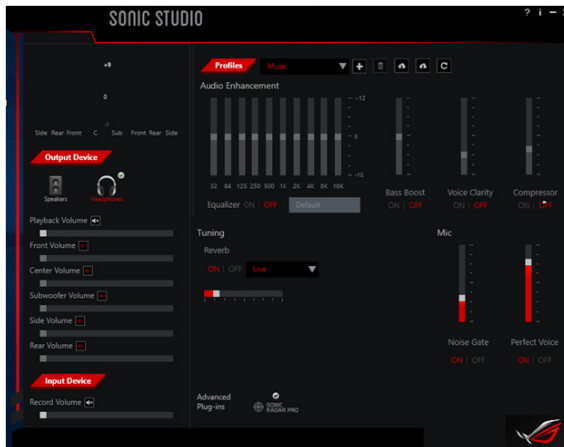 SONIC STUDIO
? i
+9
0
Side Rear Front C Sub Front Rear Side
Output Device
Speakers
Headphones
Playback Volume
Front Volume
Center Volume
Subwoofer Volume
Side Volume
Rear Volume
Input Device
Record Volume
Profiles
Music
Audio Enhancement
+12
0
-12
32 64 125 250 500 1K 2K 4K 8K 16K
Equalizer ON | OFF Default
Bass Boost
ON | OFF
Voice Clarity
ON | OFF
Compressor
ON | OFF
Tuning
Reverb
ON | OFF Live
Mic
Noise Gate
ON | OFF
Perfect Voice
ON | OFF
Advanced
Plug-ins
SONIC
RADAR PRO